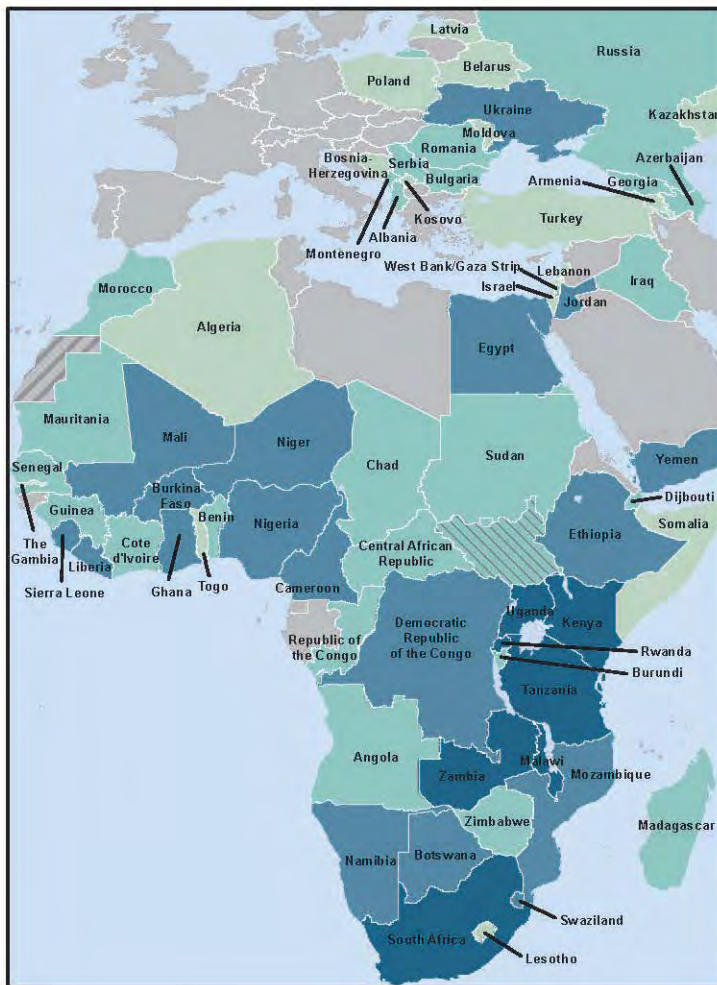 Latvia
Russia
Belarus
Poland
Ukraine
Kazakhstan
Moldova
Romania
Bosnia-
Herzegovina
Serbia
Azerbaijan
Bulgaria
Armenia
Georgia
Kosovo
Turkey
Albania
Montenegro
West Bank/Gaza Strip
Lebanon
Israel
Iraq
Morocco
Jordan
Algeria
Egypt
Mauritania
Mali
Niger
Sudan
Yemen
Senegal
Chad
Burkina
Faso
Dijbouti
Guinea
Benin
Nigeria
Somalia
Ethiopia
The
Gambia
Cote
d'Ivoire
Central African
Republic
Liberia
Sierra Leone
Ghana
Togo
Cameroon
Uganda
Kenya
Democratic
Republic
of the Congo
Republic of
the Congo
Rwanda
Burundi
Tanzania
Angola
Malawi
Zambia
Mozambique
Zimbabwe
Madagascar
Namibia
Botswana
Swaziland
South Africa
Lesotho